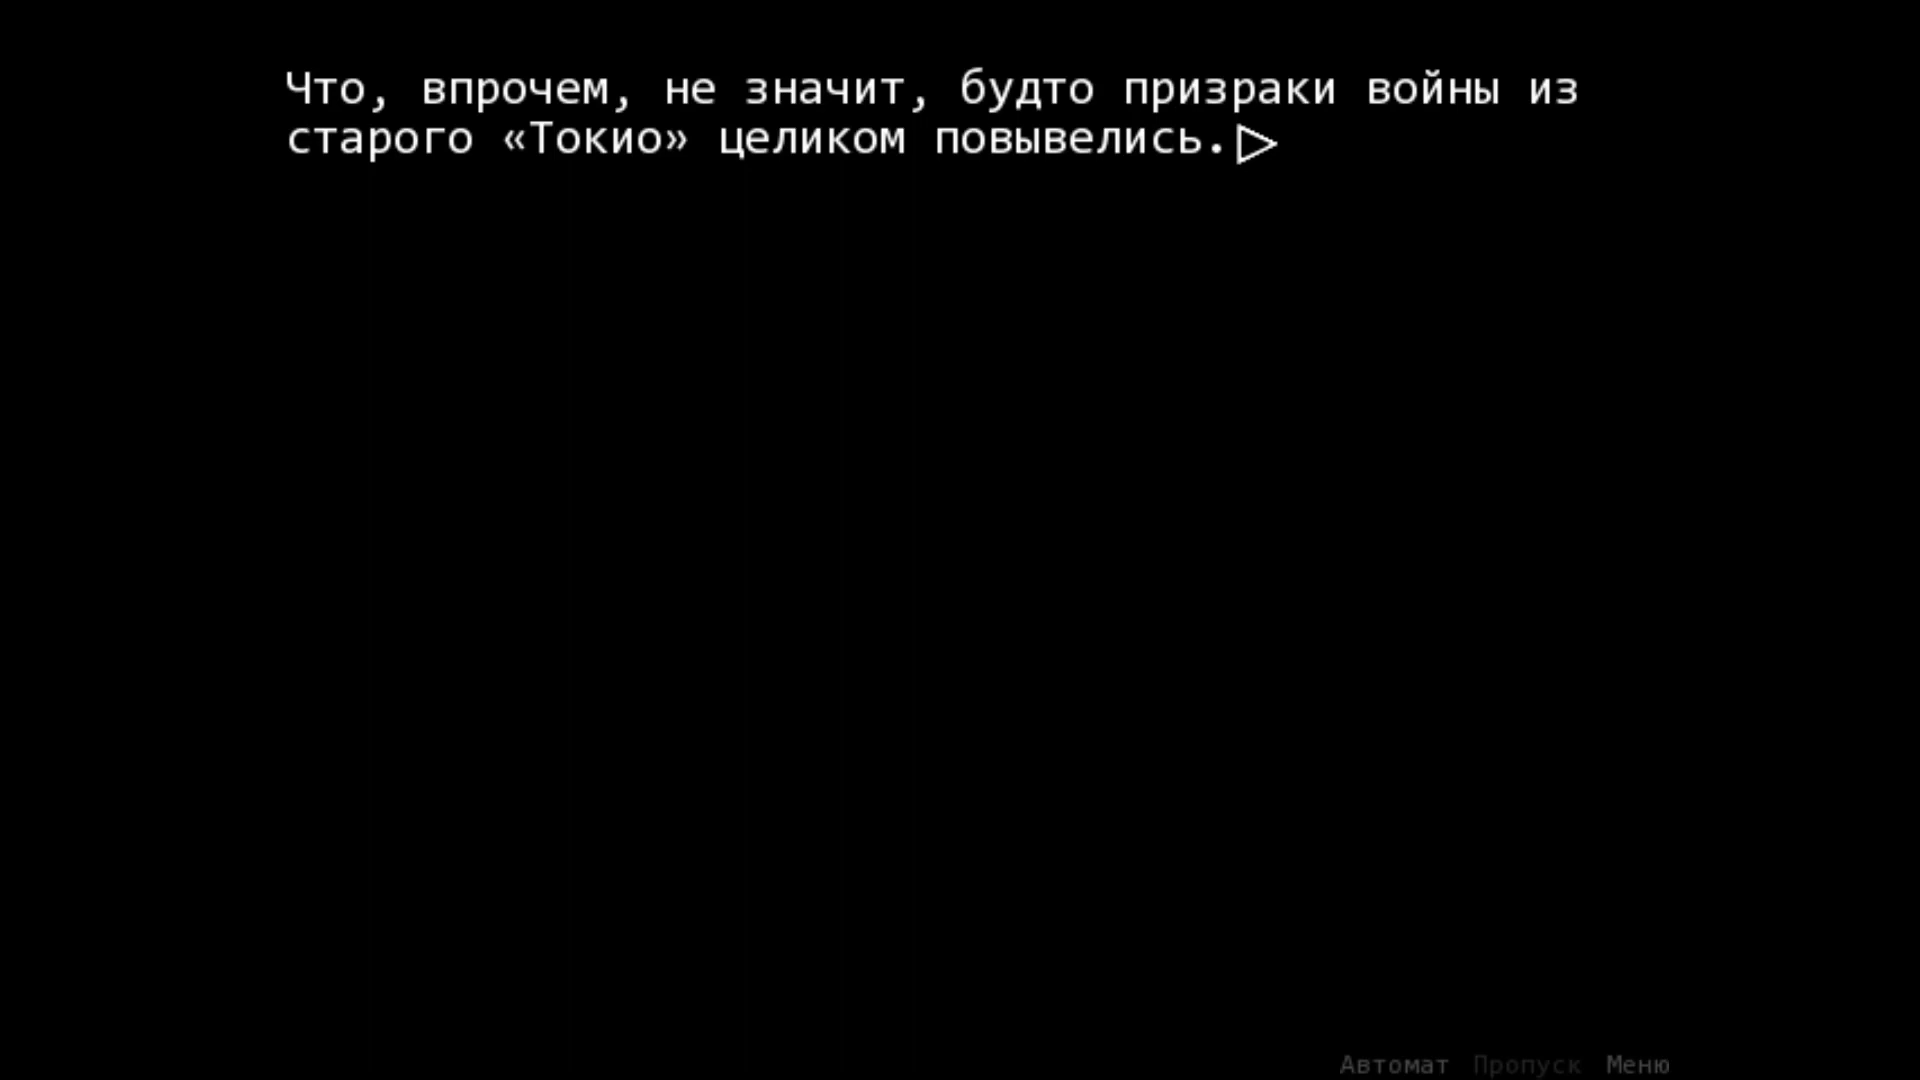 Что, впрочем, не значит, будто призраки войны из
старого «Токио» целиком повывелись.
Автомат Пропуск Меню